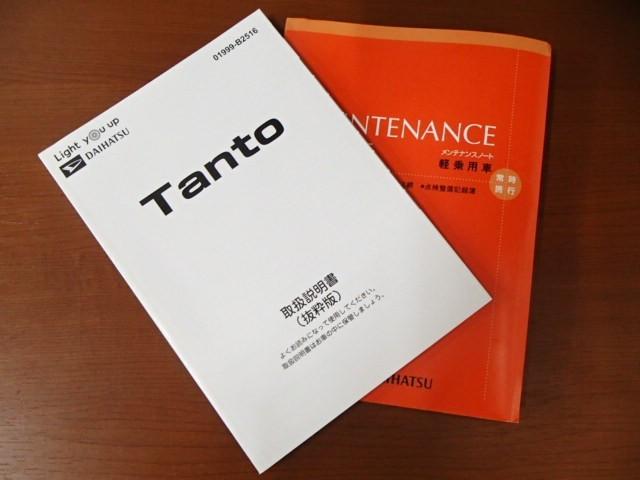 01999-B2516
Light you up
DAIHATSU
Tanto
取扱説明書
(抜粋版)
よくお読みになって使用してください。
取扱説明書はお車の中に保管しましょう。
NTENANCE
メンテナンスノート
軽乗用車
常時
携行
●点検整備記録簿
AIHATSU